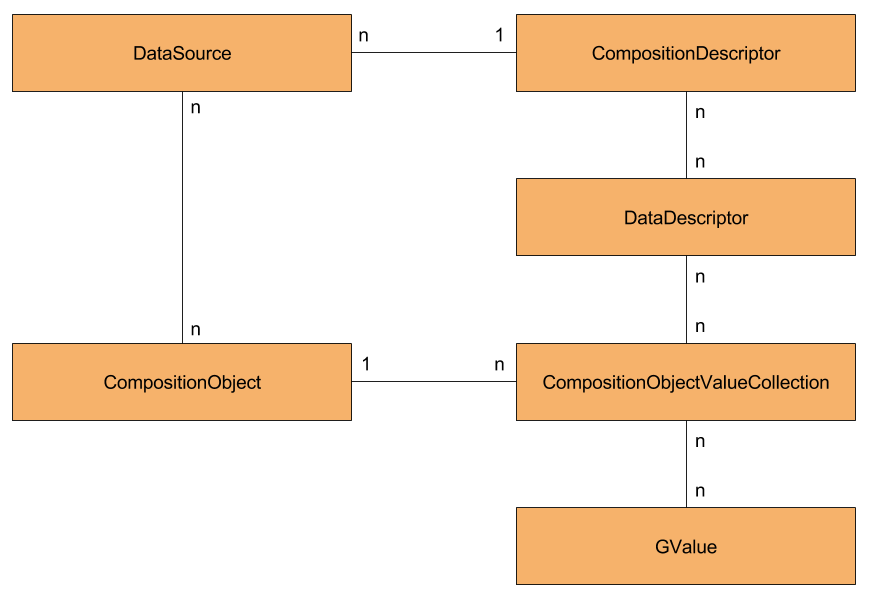 DataSource
n
1
CompositionDescriptor
n
n
n
DataDescriptor
n
n
n
CompositionObject
1
n
CompositionObjectValueCollection
n
n
GValue